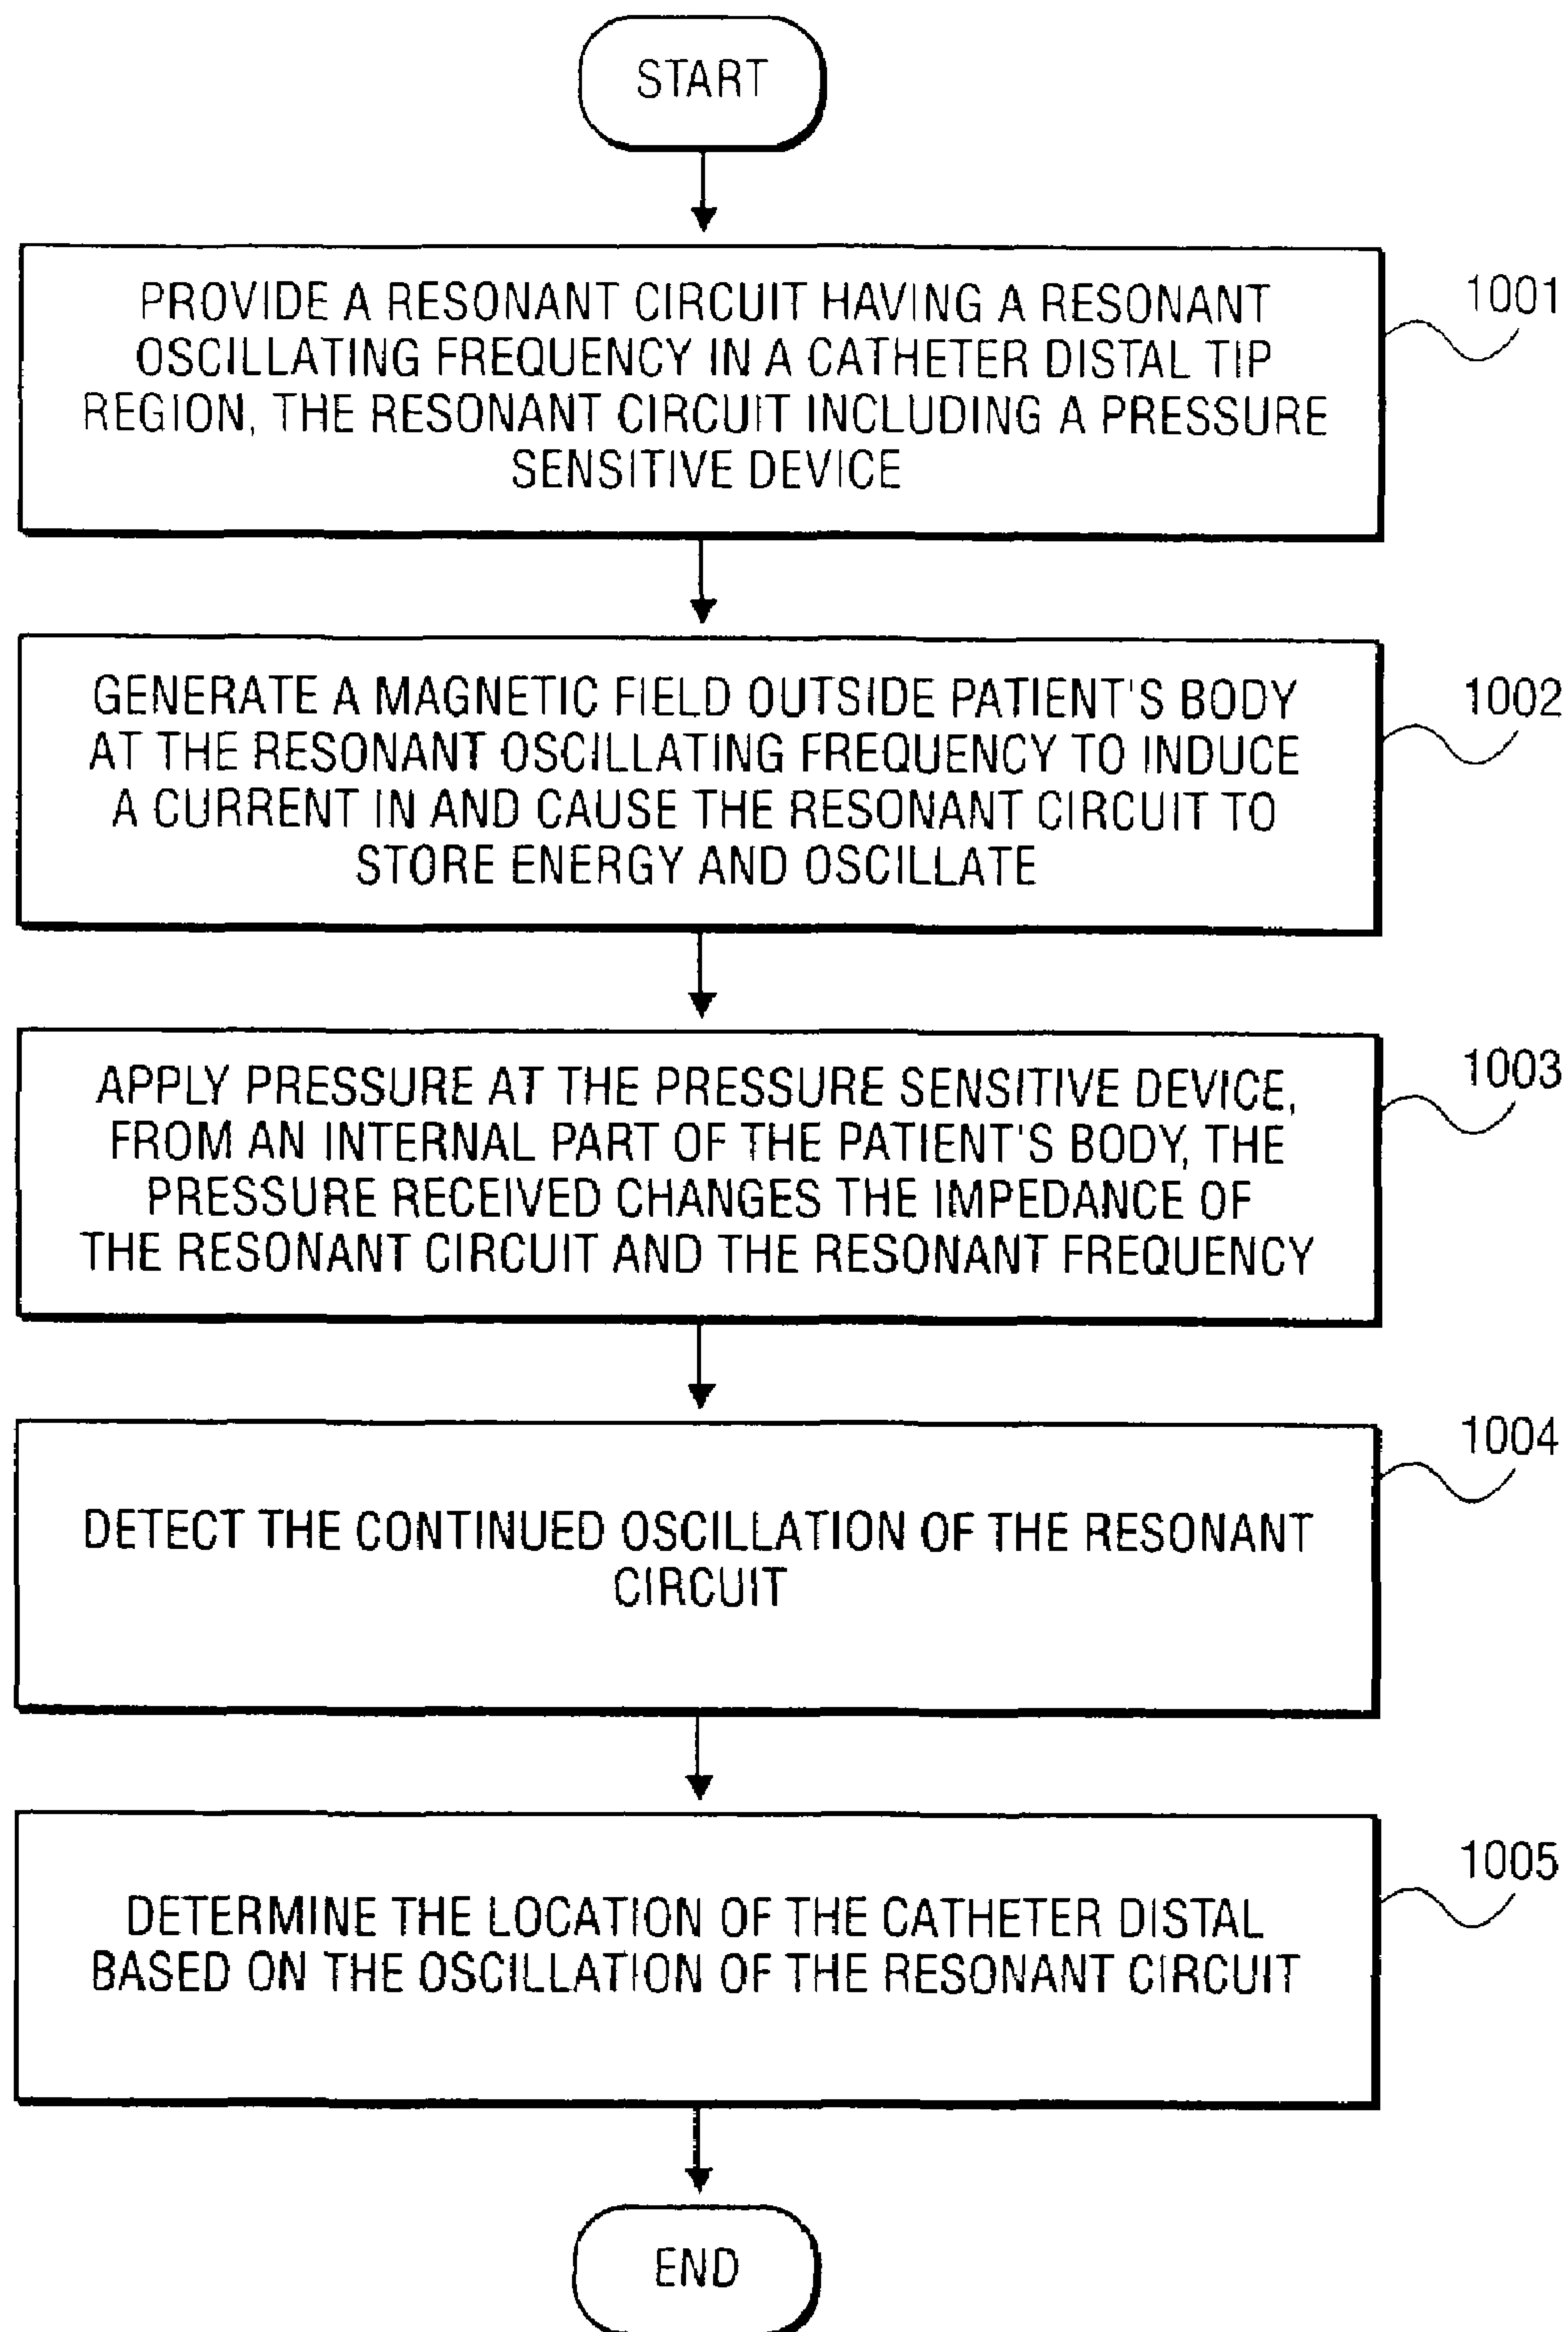 START
PROVIDE A RESONANT CIRCUIT HAVING A RESONANT
OSCILLATING FREQUENCY IN A CATHETER DISTAL TIP
REGION, THE RESONANT CIRCUIT INCLUDING A PRESSURE
SENSITIVE DEVICE
1001
GENERATE A MAGNETIC FIELD OUTSIDE PATIENT'S BODY
AT THE RESONANT OSCILLATING FREQUENCY TO INDUCE
A CURRENT IN AND CAUSE THE RESONANT CIRCUIT TO
STORE ENERGY AND OSCILLATE
1002
APPLY PRESSURE AT THE PRESSURE SENSITIVE DEVICE,
FROM AN INTERNAL PART OF THE PATIENT'S BODY, THE
PRESSURE RECEIVED CHANGES THE IMPEDANCE OF
THE RESONANT CIRCUIT AND THE RESONANT FREQUENCY
1003
DETECT THE CONTINUED OSCILLATION OF THE RESONANT
CIRCUIT
1004
DETERMINE THE LOCATION OF THE CATHETER DISTAL
BASED ON THE OSCILLATION OF THE RESONANT CIRCUIT
1005
END